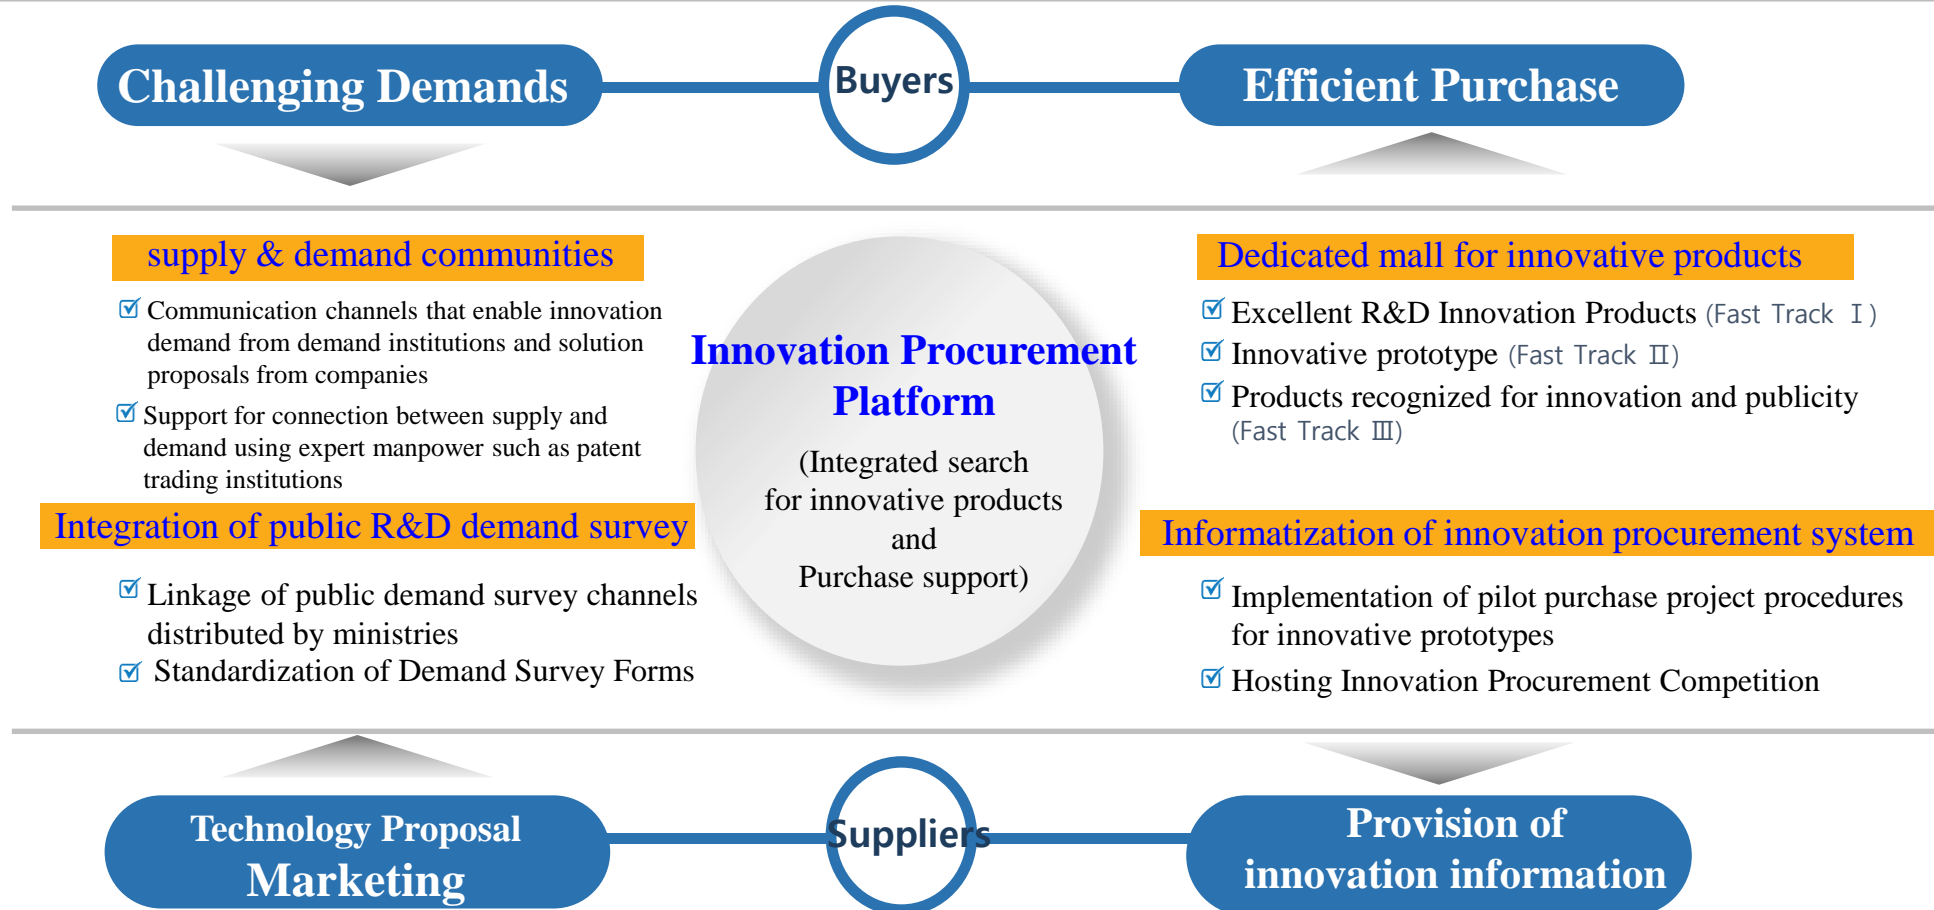 Challenging Demands
Buyers
Efficient Purchase
supply & demand communities
Communication channels that enable innovation
demand from demand institutions and solution
proposals from companies
Support for connection between supply and
demand using expert manpower such as patent
trading institutions
Integration of public R&D demand survey
Linkage of public demand survey channels
distributed by ministries
Standardization of Demand Survey Forms
Innovation Procurement
Platform
(Integrated search
for innovative products
and
Purchase support)
Dedicated mall for innovative products
Excellent R&D Innovation Products (Fast Track Ⅰ)
Innovative prototype (Fast Track Ⅱ)
Products recognized for innovation and publicity
(Fast Track Ⅲ)
Informatization of innovation procurement system
Implementation of pilot purchase project procedures
for innovative prototypes
Hosting Innovation Procurement Competition
Technology Proposal
Marketing
Suppliers
Provision of
innovation information